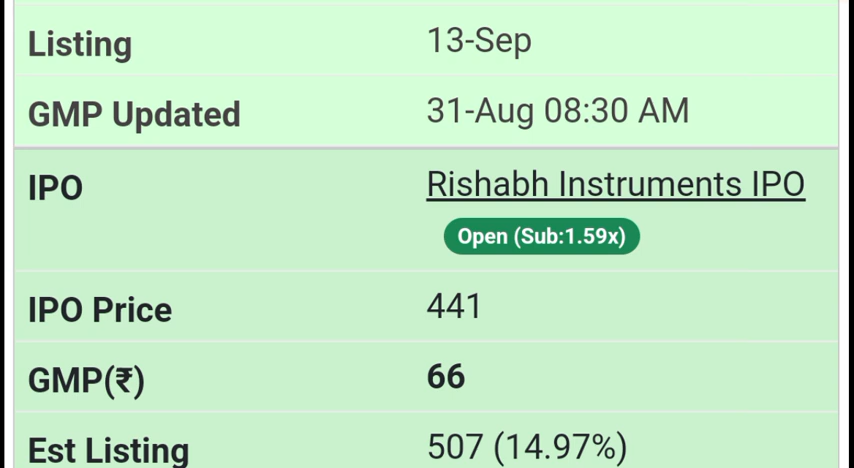 Listing 13-Sep
GMP Updated 31-Aug 08:30 AM
IPO Rishabh Instruments IPO
Open (Sub:1.59x)
IPO Price 441
GMP(₹) 66
Est Listing 507 (14.97%)